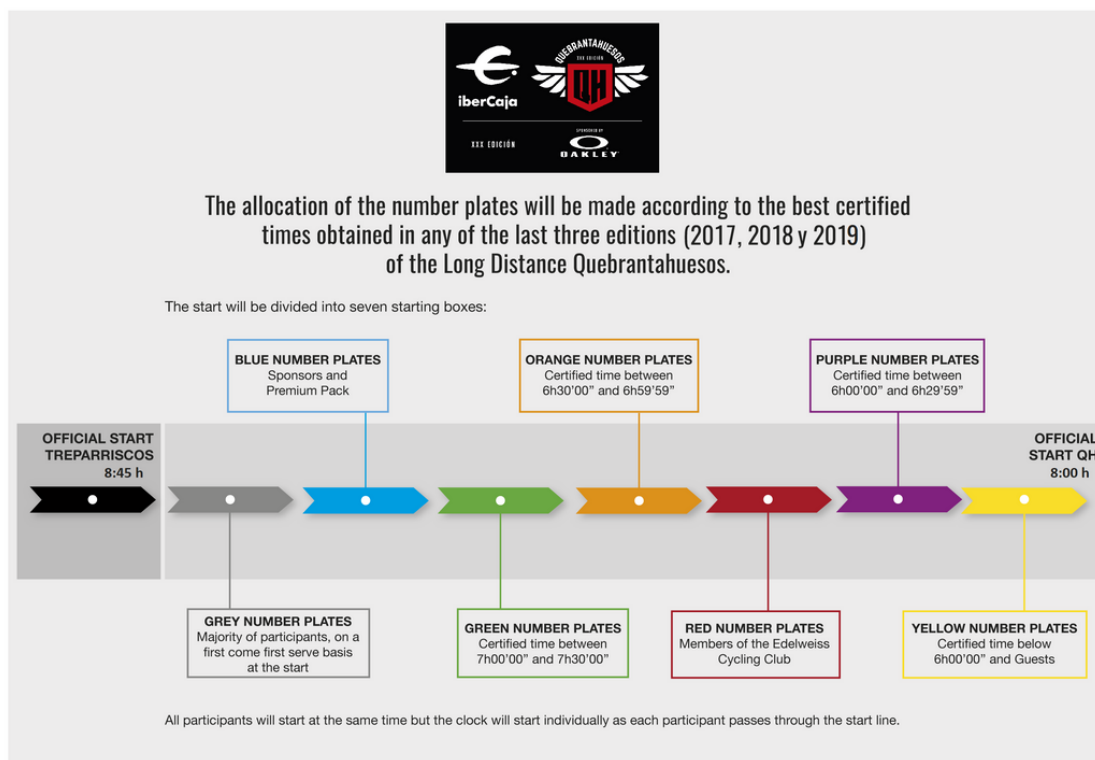 iberCaja
QUEBRANTAHUESOS
XXX EDICIÓN
QH
XXX EDICIÓN
SPONSORED BY
OAKLEY
The allocation of the number plates will be made according to the best certified
times obtained in any of the last three editions (2017, 2018 y 2019)
of the Long Distance Quebrantahuesos.
The start will be divided into seven starting boxes:
BLUE NUMBER PLATES
Sponsors and
Premium Pack
ORANGE NUMBER PLATES
Certified time between
6h30'00” and 6h59'59”
PURPLE NUMBER PLATES
Certified time between
6h00'00” and 6h29'59”
OFFICIAL START
TREPARRISCOS
8:45 h
OFFICIAL
START QH
8:00 h
GREY NUMBER PLATES
Majority of participants, on a
first come first serve basis
at the start
GREEN NUMBER PLATES
Certified time between
7h00'00” and 7h30'00”
RED NUMBER PLATES
Members of the Edelweiss
Cycling Club
YELLOW NUMBER PLATES
Certified time below
6h00'00” and Guests
All participants will start at the same time but the clock will start individually as each participant passes through the start line.